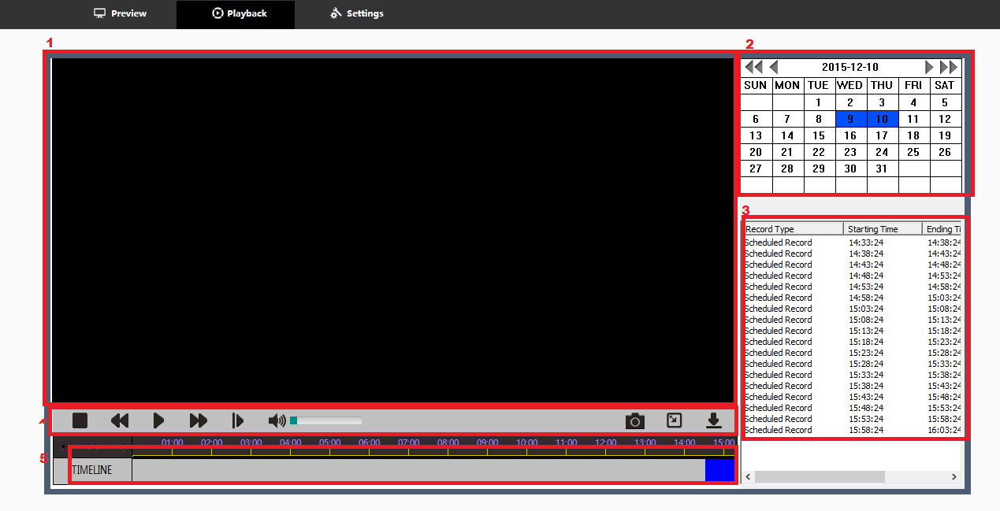 Preview Playback Settings
1
2
2015-12-10
SUN MON TUE WED THU FRI SAT
1 2 3 4 5
6 7 8 9 10 11 12
13 14 15 16 17 18 19
20 21 22 23 24 25 26
27 28 29 30 31
3
Record Type Starting Time Ending Ti
Scheduled Record 14:33:24 14:38:24
Scheduled Record 14:38:24 14:43:24
Scheduled Record 14:43:24 14:48:24
Scheduled Record 14:48:24 14:53:24
Scheduled Record 14:53:24 14:58:24
Scheduled Record 14:58:24 15:03:24
Scheduled Record 15:03:24 15:08:24
Scheduled Record 15:08:24 15:13:24
Scheduled Record 15:13:24 15:18:24
Scheduled Record 15:18:24 15:23:24
Scheduled Record 15:23:24 15:28:24
Scheduled Record 15:28:24 15:33:24
Scheduled Record 15:33:24 15:38:24
Scheduled Record 15:38:24 15:43:24
Scheduled Record 15:43:24 15:48:24
Scheduled Record 15:48:24 15:53:24
Scheduled Record 15:53:24 15:58:24
Scheduled Record 15:58:24 16:03:24
4
01:00 02:00 03:00 04:00 05:00 06:00 07:00 08:00 09:00 10:00 11:00 12:00 13:00 14:00 15:00
5
TIMELINE